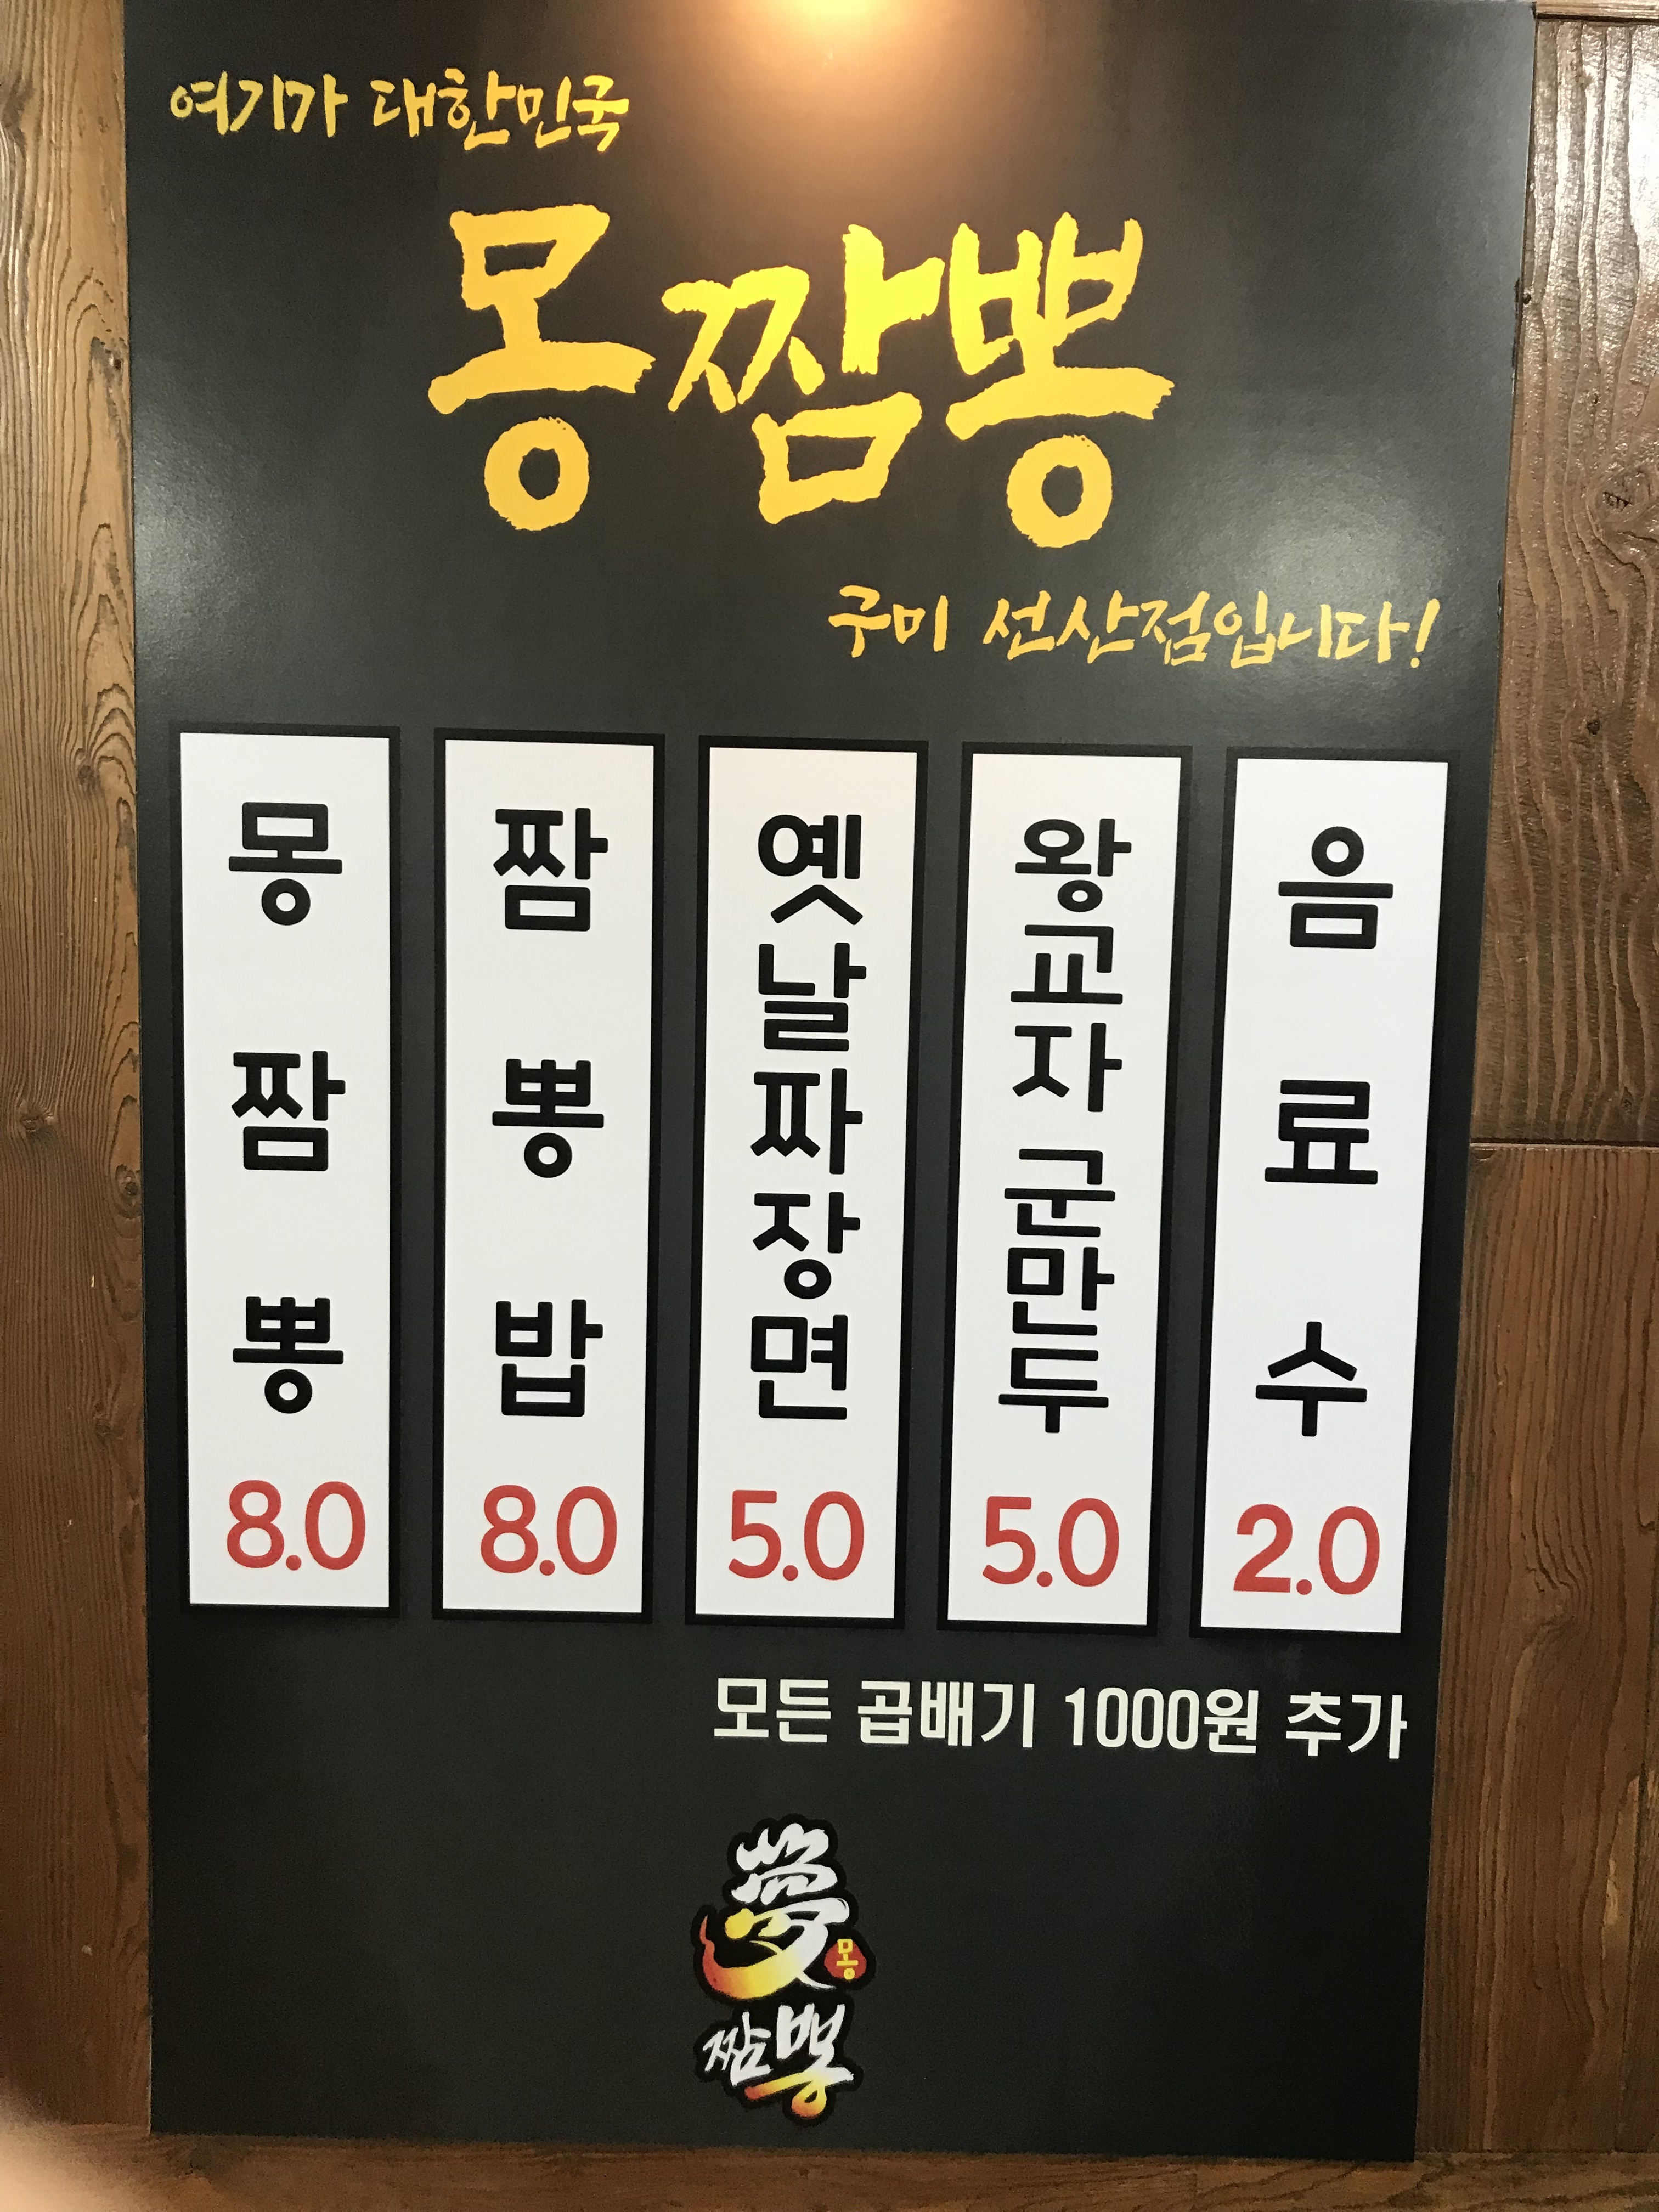 여기가 대한민국
몽짬뽕
구미 선산점입니다!
몽짬뽕 8.0
짬뽕밥 8.0
옛날짜장면 5.0
왕교자 군만두 5.0
음료수 2.0
모든 곱배기 1000원 추가
夢
몽
짬뽕